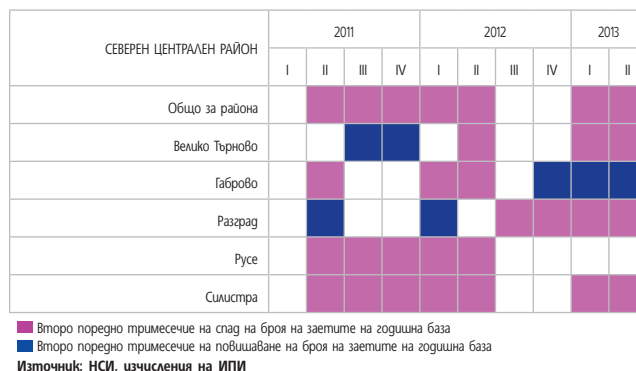 СЕВЕРЕН ЦЕНТРАЛЕН РАЙОН 2011 2012 2013
I II III IV I II III IV I II
Общо за района
Велико Търново
Габрово
Разград
Русе
Силистра
Второ поредно тримесечие на спад на броя на заетите на годишна база
Второ поредно тримесечие на повишаване на броя на заетите на годишна база
Източник: НСИ, изчисления на ИПИ